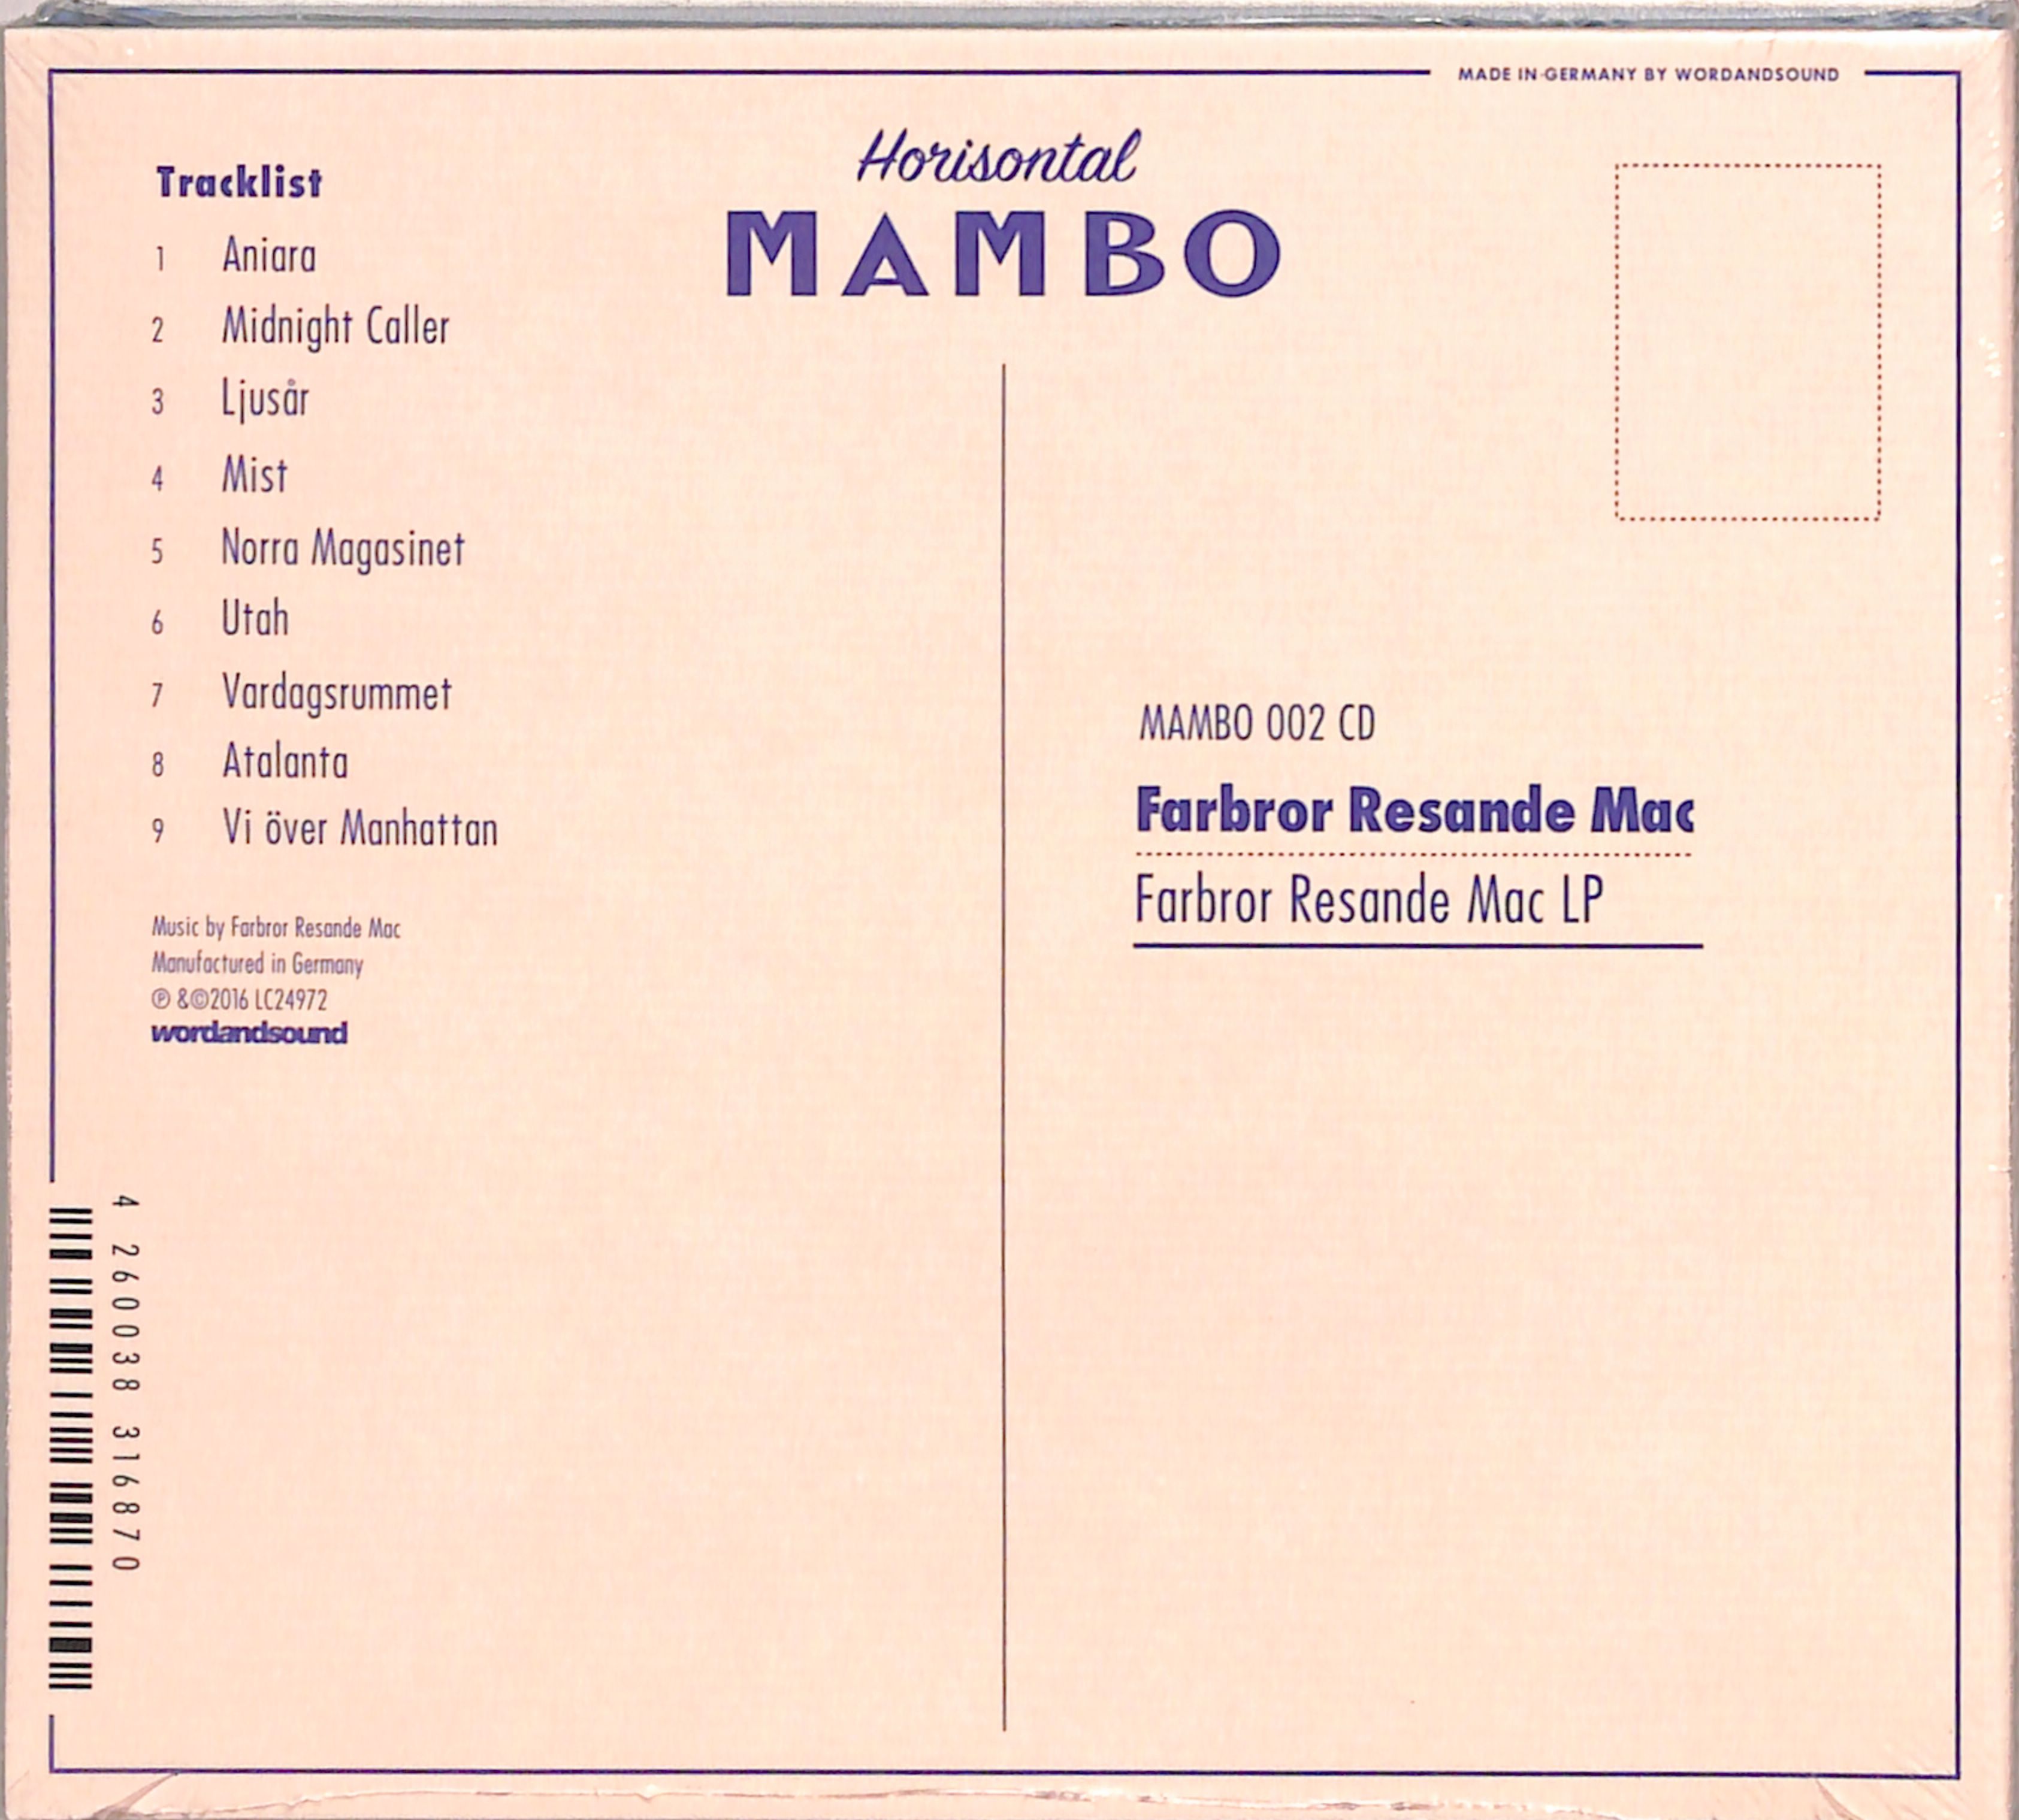 MADE IN GERMANY BY WORDANDSOUND
Horisontal
MAMBO
Tracklist
1 Aniara
2 Midnight Caller
3 Ljusår
4 Mist
5 Norra Magasinet
6 Utah
7 Vardagsrummet
8 Atalanta
9 Vi över Manhattan
Music by Farbror Resande Mac
Manufactured in Germany
℗ &©2016 LC24972
wordandsound
4 260038 316870
MAMBO 002 CD
Farbror Resande Mac
Farbror Resande Mac LP